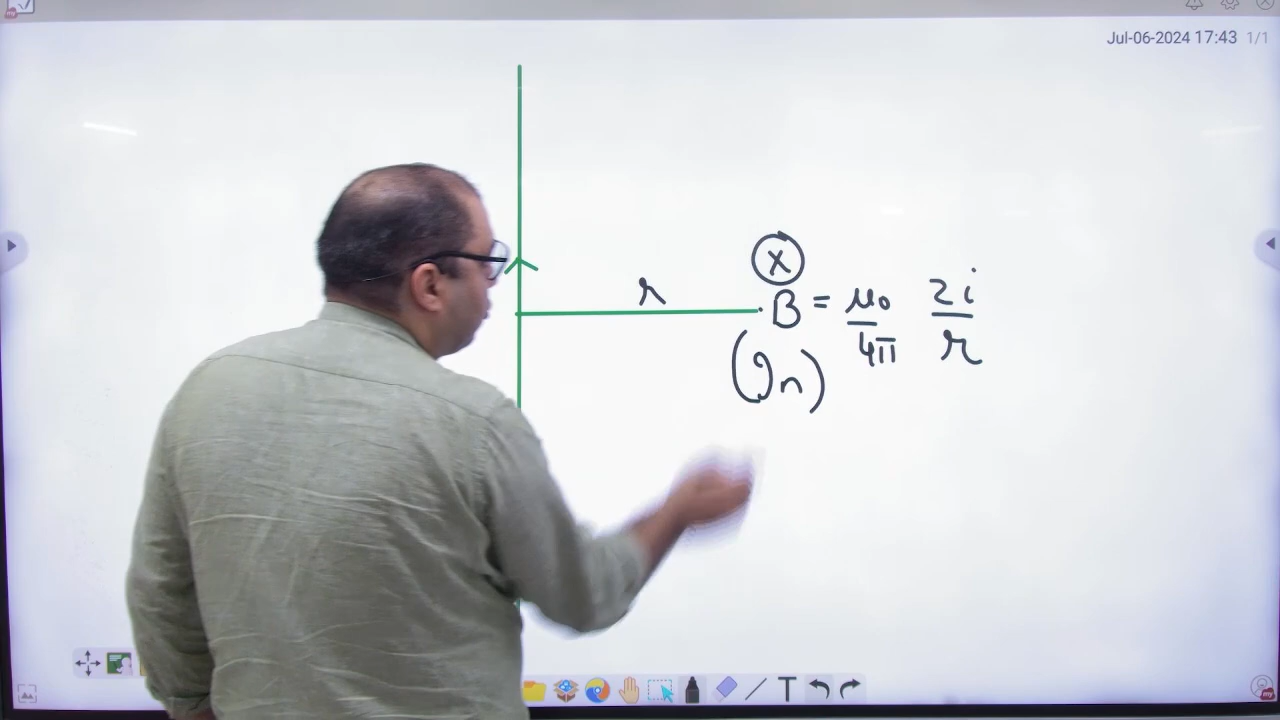 Jul-06-2024 17:43 1/1
X
r
B = μ₀/4π 2i/r
(In)
T